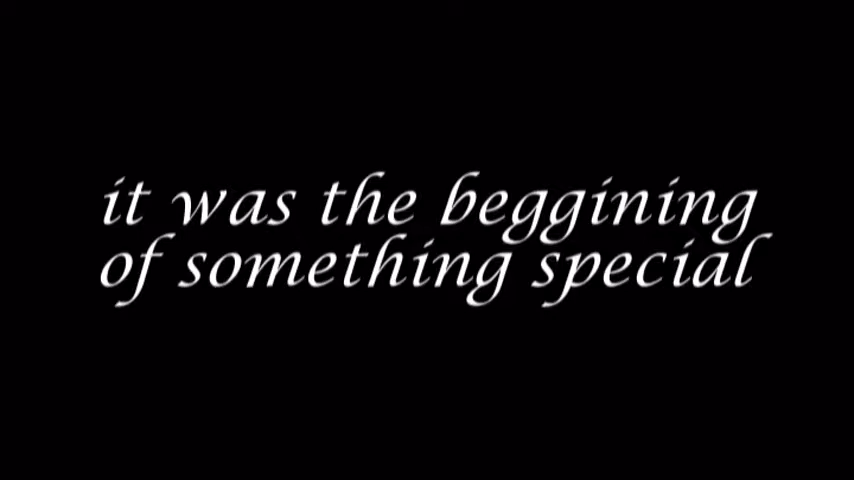 it was the beggining
of something special